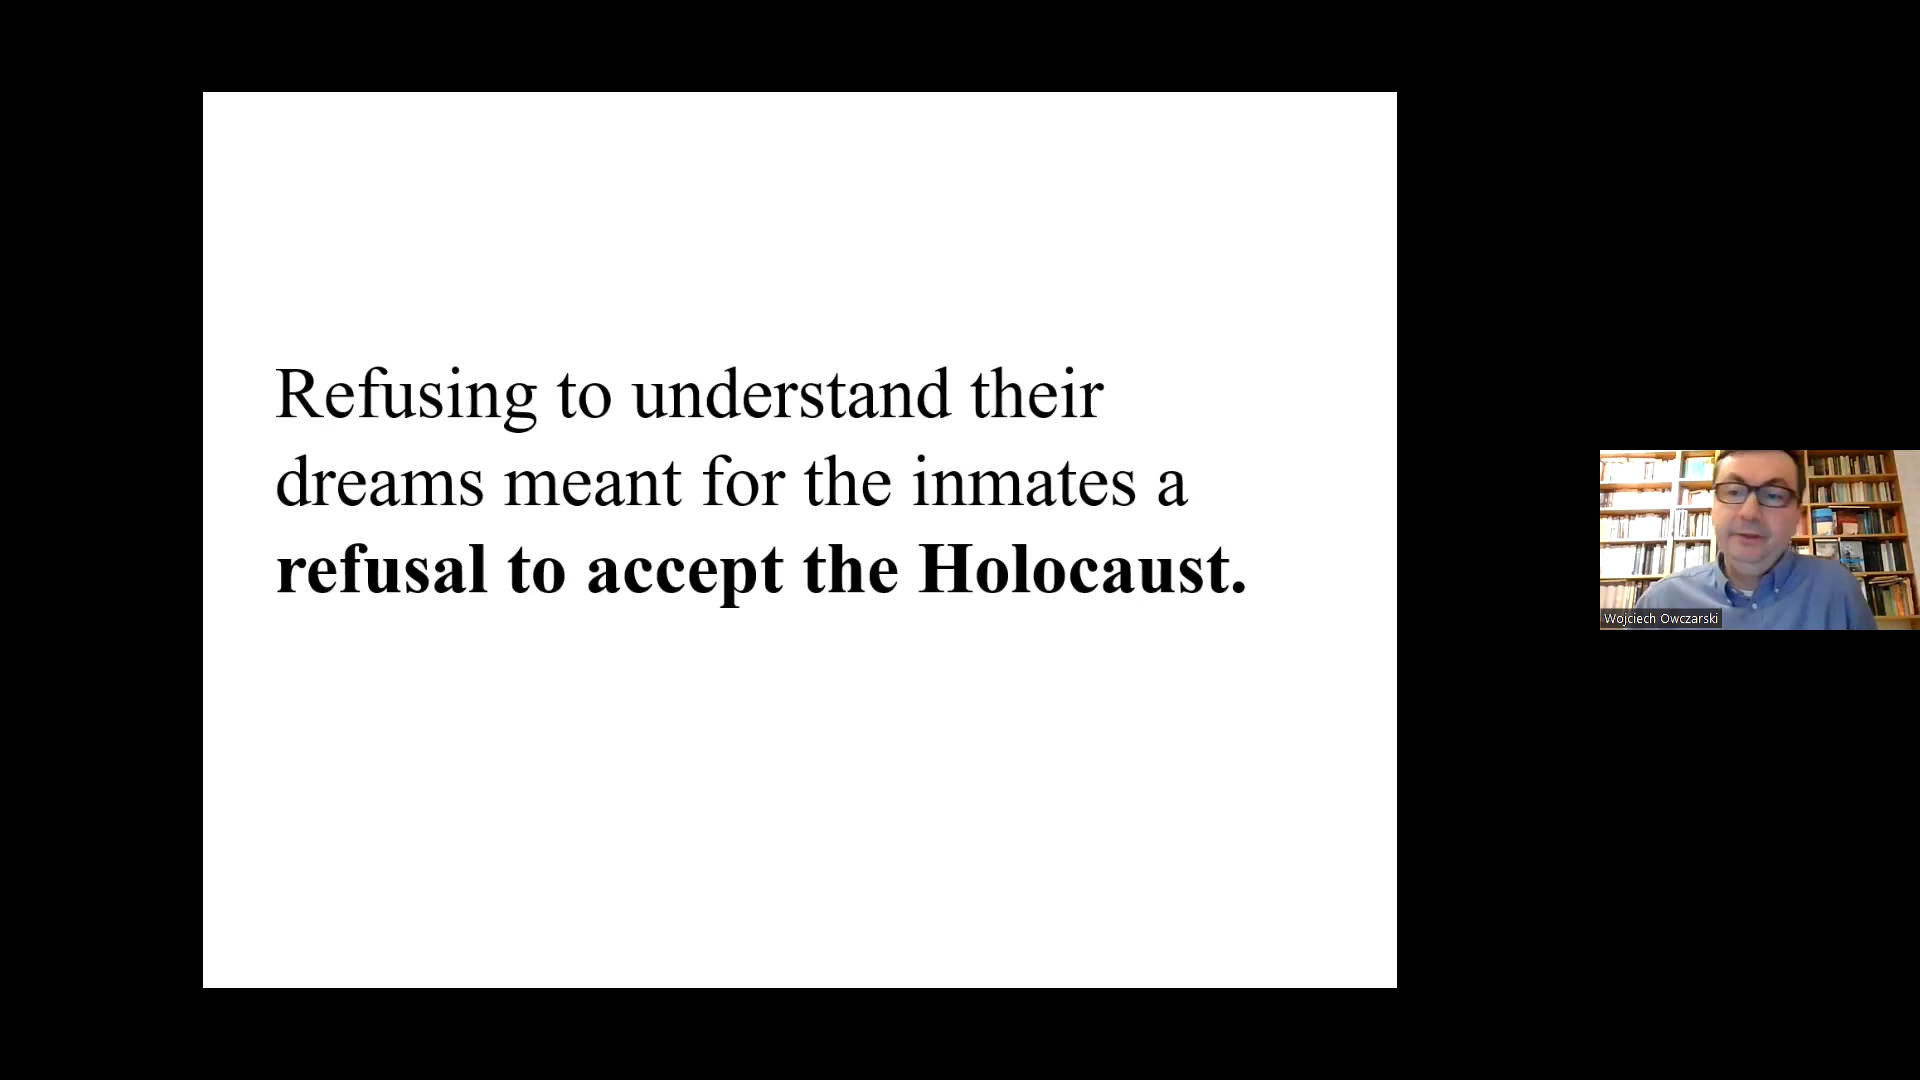 Refusing to understand their
dreams meant for the inmates a
refusal to accept the Holocaust.
Wojciech Owczarski